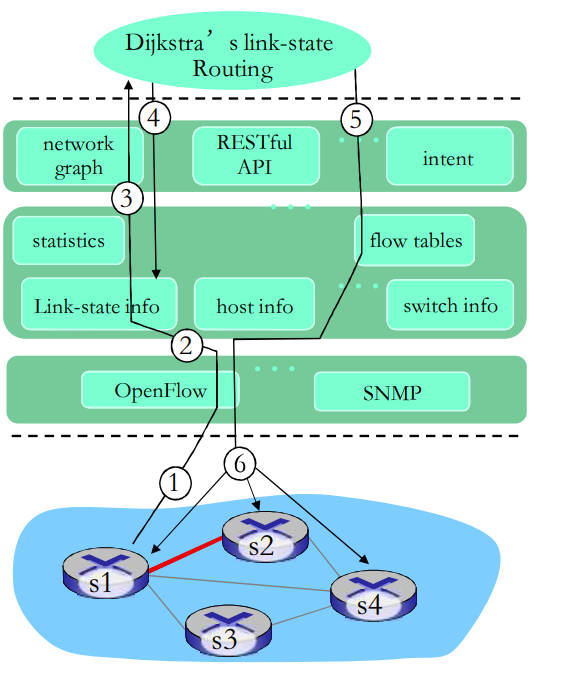 Dijkstra’s link-state
Routing
4
5
network
graph
RESTful
API
intent
3
statistics
flow tables
Link-state info
host info
switch info
2
OpenFlow
SNMP
1
6
s2
s1
s4
s3